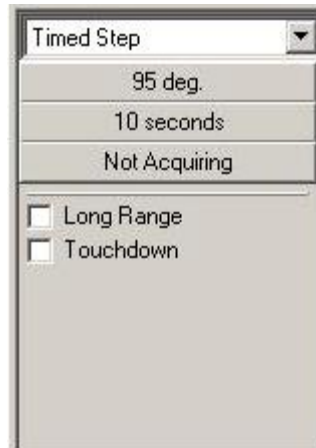 Timed Step
95 deg.
10 seconds
Not Acquiring
Long Range
Touchdown